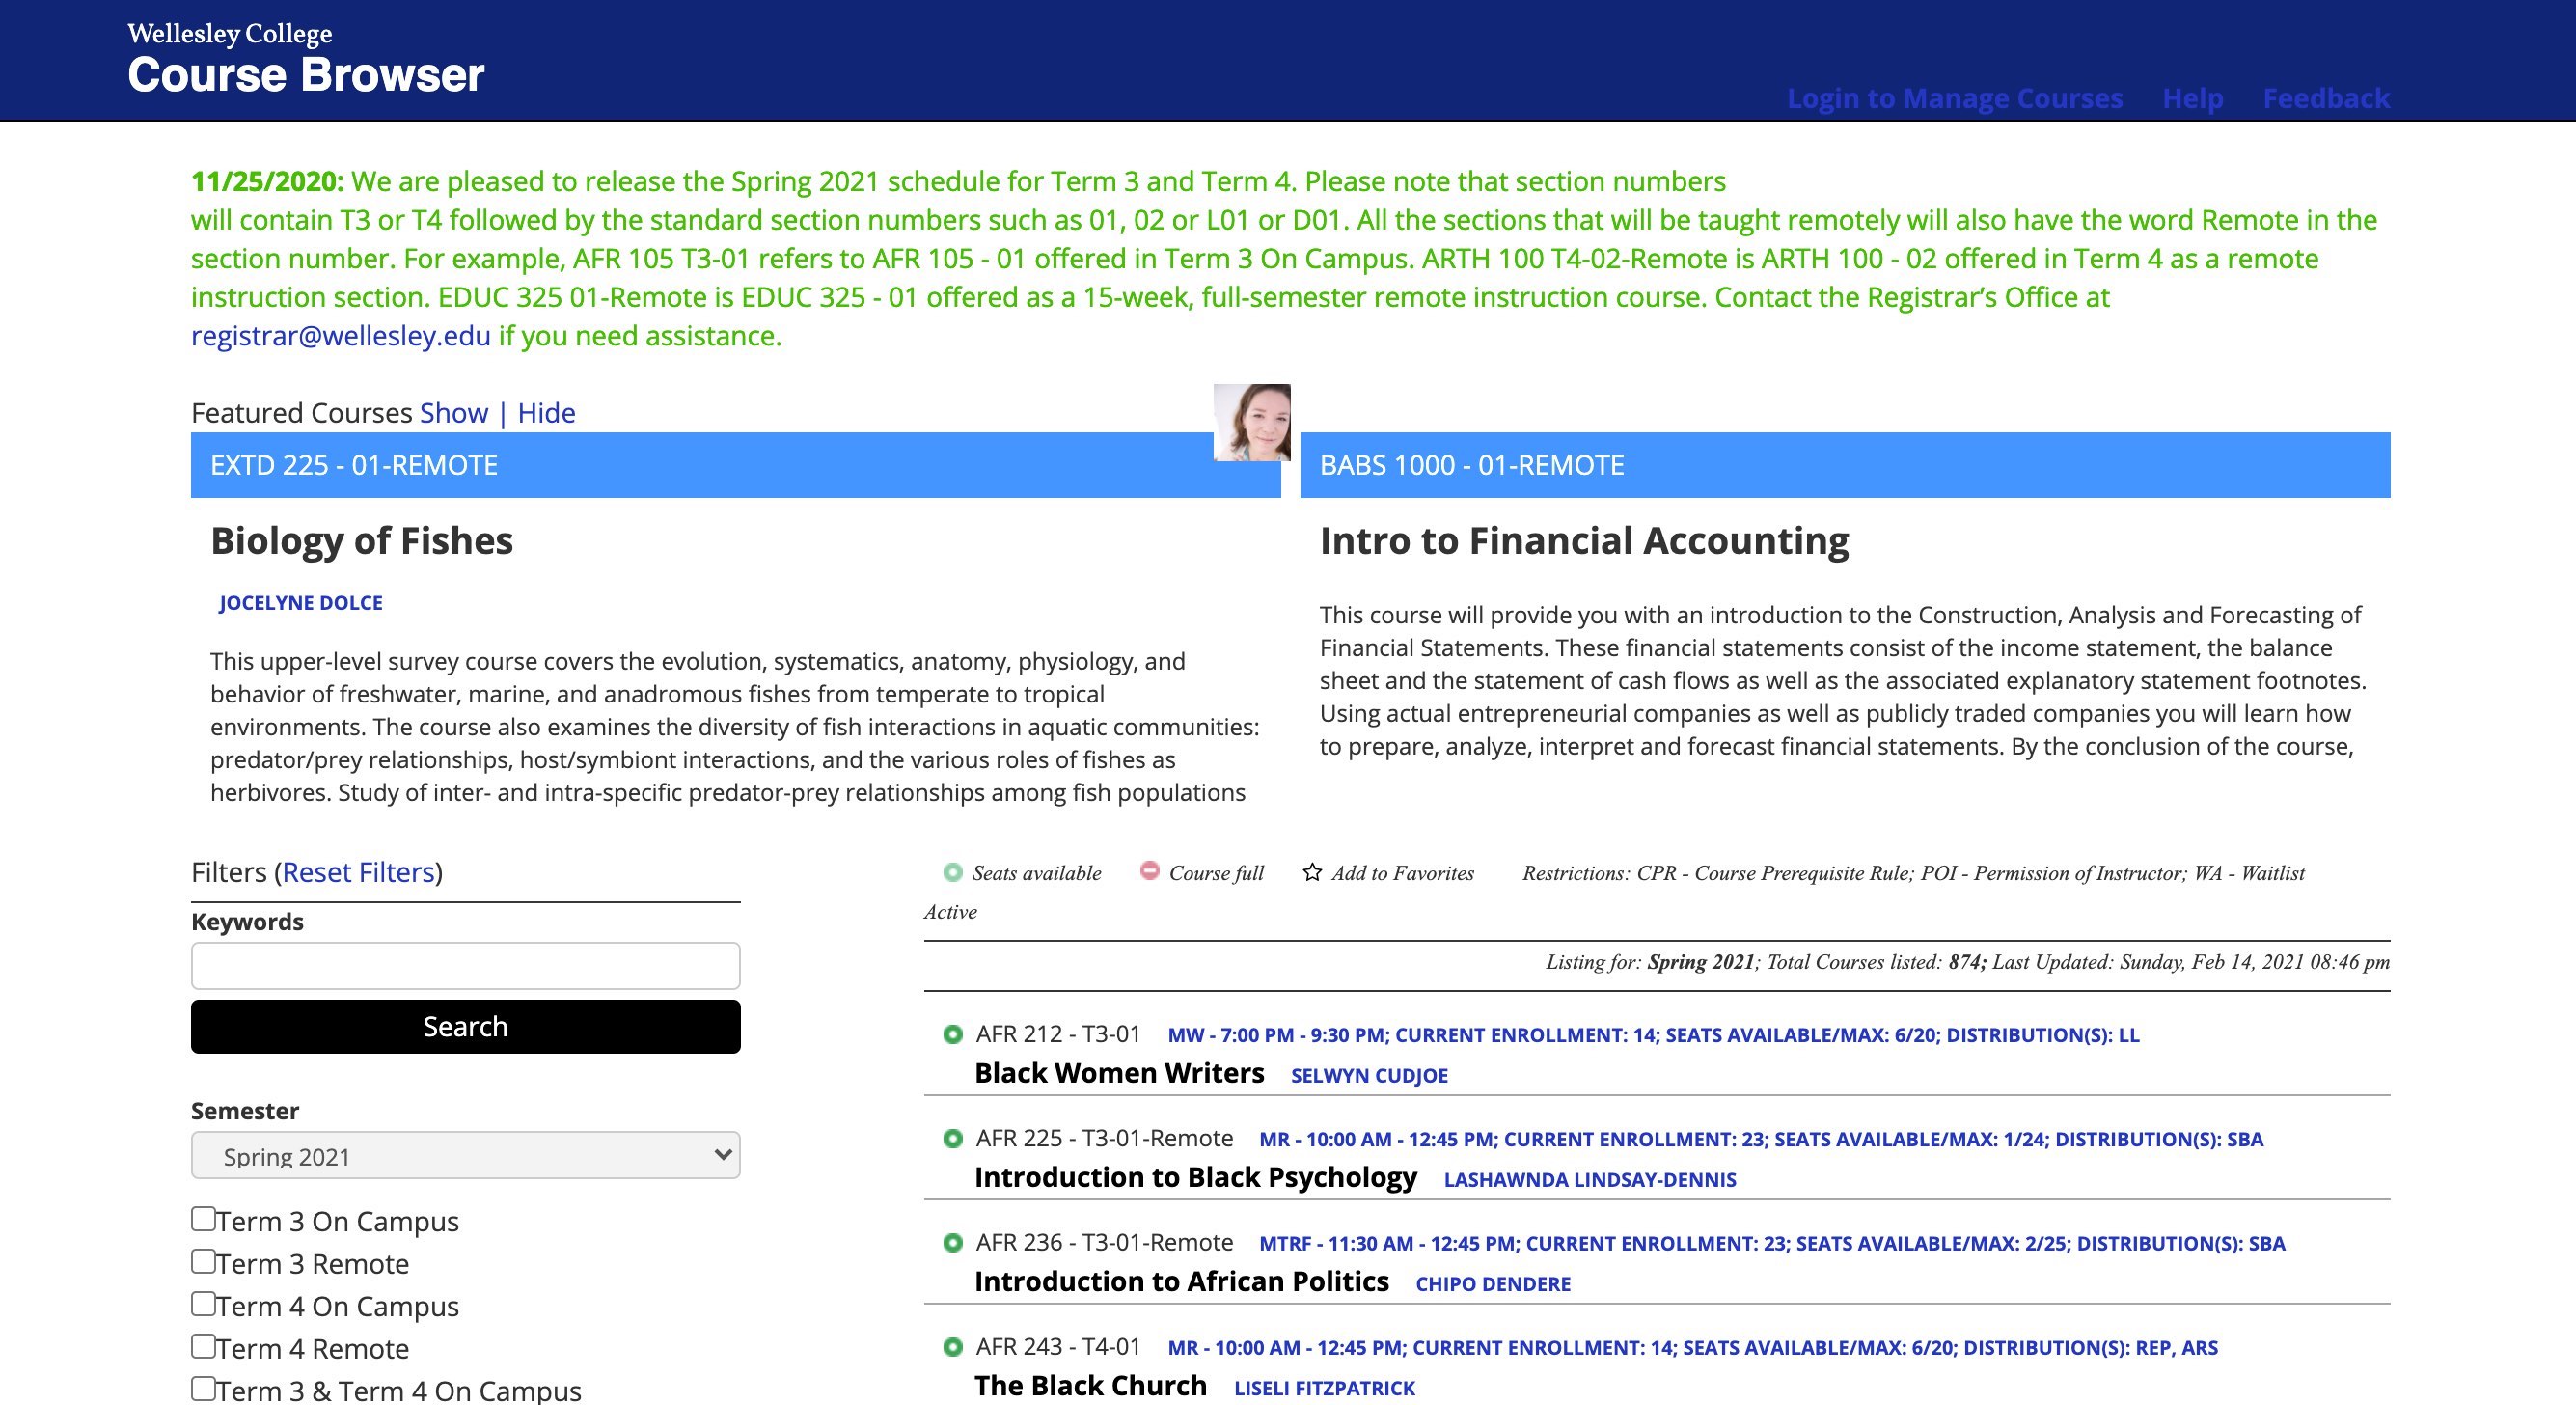 Wellesley College
Course Browser
Login to Manage Courses Help Feedback
11/25/2020: We are pleased to release the Spring 2021 schedule for Term 3 and Term 4. Please note that section numbers
will contain T3 or T4 followed by the standard section numbers such as 01, 02 or L01 or D01. All the sections that will be taught remotely will also have the word Remote in the
section number. For example, AFR 105 T3-01 refers to AFR 105 - 01 offered in Term 3 On Campus. ARTH 100 T4-02-Remote is ARTH 100 - 02 offered in Term 4 as a remote
instruction section. EDUC 325 01-Remote is EDUC 325 - 01 offered as a 15-week, full-semester remote instruction course. Contact the Registrar’s Office at
registrar@wellesley.edu if you need assistance.
Featured Courses Show | Hide
EXTD 225 - 01-REMOTE
Biology of Fishes
JOCELYNE DOLCE
This upper-level survey course covers the evolution, systematics, anatomy, physiology, and
behavior of freshwater, marine, and anadromous fishes from temperate to tropical
environments. The course also examines the diversity of fish interactions in aquatic communities:
predator/prey relationships, host/symbiont interactions, and the various roles of fishes as
herbivores. Study of inter- and intra-specific predator-prey relationships among fish populations
BABS 1000 - 01-REMOTE
Intro to Financial Accounting
This course will provide you with an introduction to the Construction, Analysis and Forecasting of
Financial Statements. These financial statements consist of the income statement, the balance
sheet and the statement of cash flows as well as the associated explanatory statement footnotes.
Using actual entrepreneurial companies as well as publicly traded companies you will learn how
to prepare, analyze, interpret and forecast financial statements. By the conclusion of the course,
Filters (Reset Filters)
Keywords
Search
Semester
Spring 2021
Term 3 On Campus
Term 3 Remote
Term 4 On Campus
Term 4 Remote
Term 3 & Term 4 On Campus
Seats available Course full Add to Favorites Restrictions: CPR - Course Prerequisite Rule; POI - Permission of Instructor; WA - Waitlist
Active
Listing for: Spring 2021; Total Courses listed: 874; Last Updated: Sunday, Feb 14, 2021 08:46 pm
AFR 212 - T3-01 MW - 7:00 PM - 9:30 PM; CURRENT ENROLLMENT: 14; SEATS AVAILABLE/MAX: 6/20; DISTRIBUTION(S): LL
Black Women Writers SELWYN CUDJOE
AFR 225 - T3-01-Remote MR - 10:00 AM - 12:45 PM; CURRENT ENROLLMENT: 23; SEATS AVAILABLE/MAX: 1/24; DISTRIBUTION(S): SBA
Introduction to Black Psychology LASHAWNDA LINDSAY-DENNIS
AFR 236 - T3-01-Remote MTRF - 11:30 AM - 12:45 PM; CURRENT ENROLLMENT: 23; SEATS AVAILABLE/MAX: 2/25; DISTRIBUTION(S): SBA
Introduction to African Politics CHIPO DENDERE
AFR 243 - T4-01 MR - 10:00 AM - 12:45 PM; CURRENT ENROLLMENT: 14; SEATS AVAILABLE/MAX: 6/20; DISTRIBUTION(S): REP, ARS
The Black Church LISELI FITZPATRICK